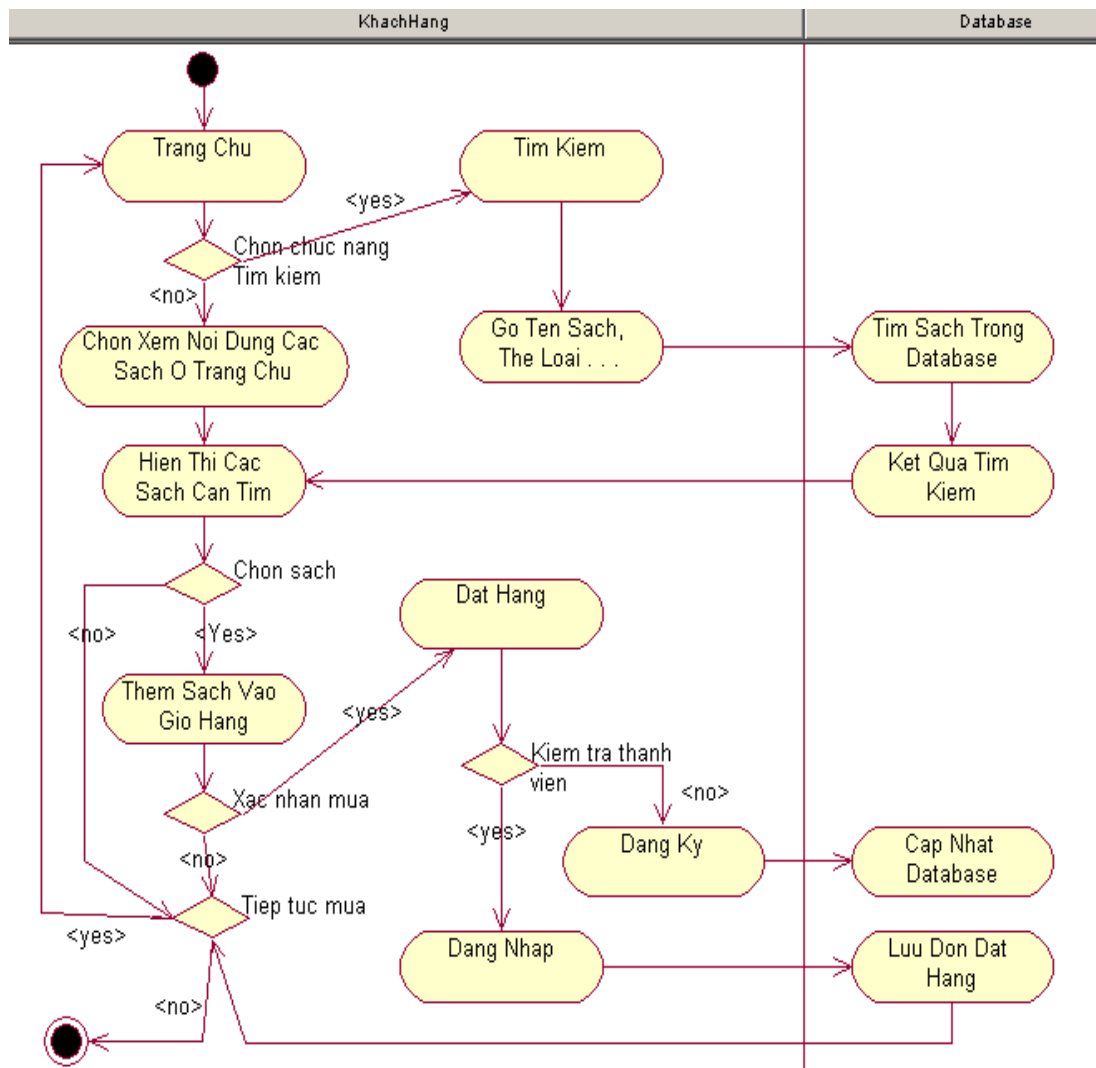 KhachHang
Database
Trang Chu
Tim Kiem
<yes>
Chon chuc nang
Tim kiem
<no>
Chon Xem Noi Dung Cac
Sach O Trang Chu
Go Ten Sach,
The Loai . . .
Tim Sach Trong
Database
Hien Thi Cac
Sach Can Tim
Ket Qua Tim
Kiem
Chon sach
Dat Hang
<no>
<Yes>
Them Sach Vao
Gio Hang
<yes>
Kiem tra thanh
vien
<no>
Xac nhan mua
<yes>
Dang Ky
Cap Nhat
Database
<no>
Tiep tuc mua
<yes>
Dang Nhap
Luu Don Dat
Hang
<no>